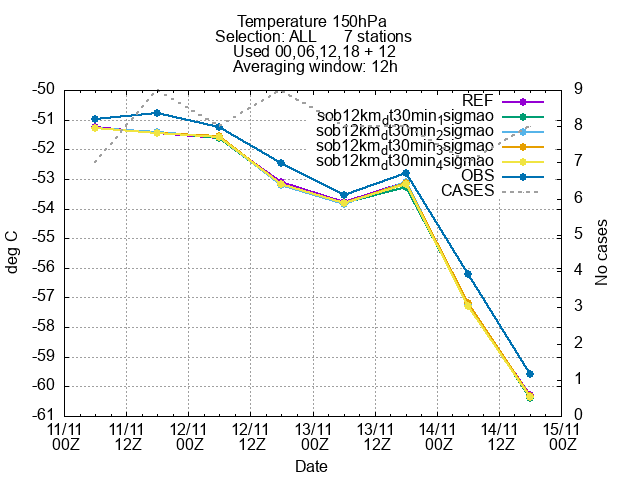 Temperature 150hPa
Selection: ALL 7 stations
Used 00,06,12,18 + 12
Averaging window: 12h
REF
sob12km_dt30min_1sigmao
sob12km_dt30min_2sigmao
sob12km_dt30min_3sigmao
sob12km_dt30min_4sigmao
OBS
CASES
deg C
-50
-51
-52
-53
-54
-55
-56
-57
-58
-59
-60
-61
No cases
9
8
7
6
5
4
3
2
1
0
11/11 11/11 12/11 12/11 13/11 13/11 14/11 14/11 15/11
00Z 12Z 00Z 12Z 00Z 12Z 00Z 12Z 00Z
Date